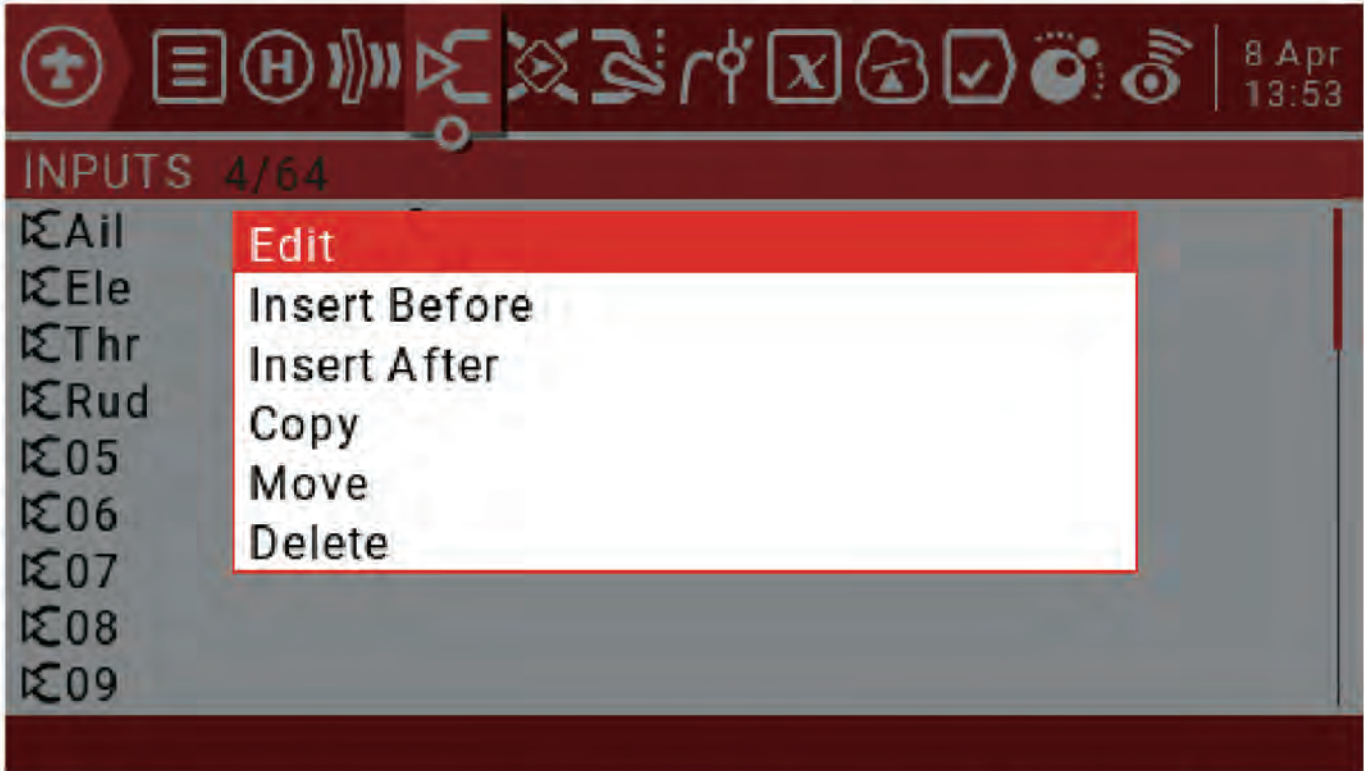 H
x
8 Apr
13:53
INPUTS 4/64
Ail
Edit
Ele
Insert Before
Thr
Insert After
Rud
Copy
05
Move
06
Delete
07
08
09